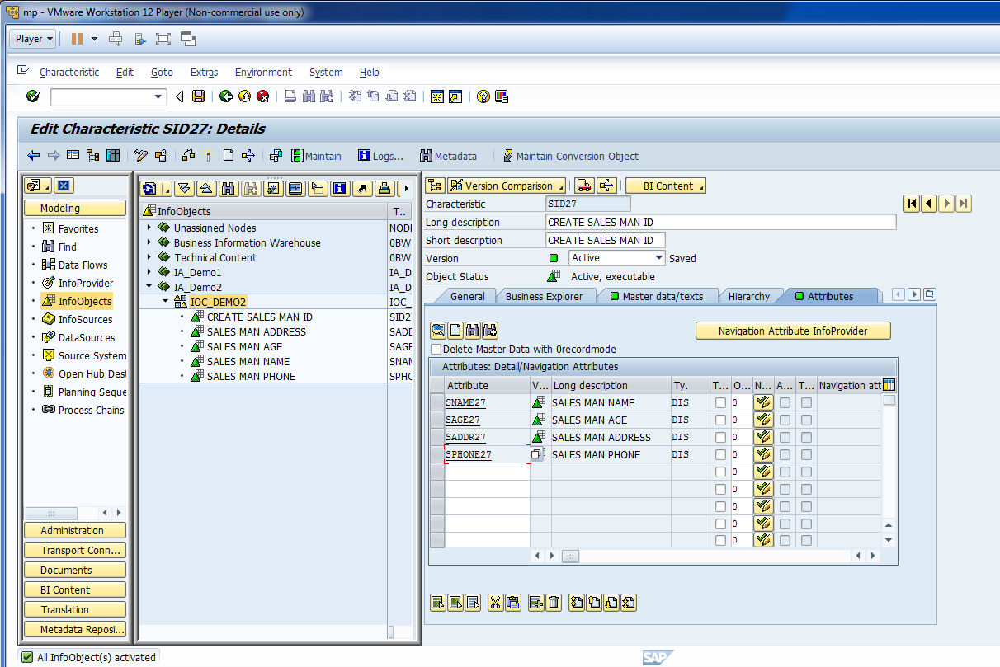 mp - VMware Workstation 12 Player (Non-commercial use only)
Player
Characteristic Edit Goto Extras Environment System Help
Edit Characteristic SID27: Details
Maintain Logs... Metadata Maintain Conversion Object
Modeling
Favorites
Find
Data Flows
InfoProvider
InfoObjects
InfoSources
DataSources
Source System
Open Hub Dest
Planning Seque
Process Chains
Administration
Transport Conn...
Documents
BI Content
Translation
Metadata Reposi...
InfoObjects T..
Unassigned Nodes NODE
Business Information Warehouse 0BW
Technical Content 0BW
IA_Demo1 IA_D
IA_Demo2 IA_D
IOC_DEMO2 IOC_
CREATE SALES MAN ID SID2
SALES MAN ADDRESS SADD
SALES MAN AGE SAGE
SALES MAN NAME SNAM
SALES MAN PHONE SPHO
Version Comparison BI Content
Characteristic SID27
Long description CREATE SALES MAN ID
Short description CREATE SALES MAN ID
Version Active Saved
Object Status Active, executable
General Business Explorer Master data/texts Hierarchy Attributes
Navigation Attribute InfoProvider
Delete Master Data with 0recordmode
Attributes: Detail/Navigation Attributes
Attribute V... Long description Ty. T... O... N... A... T... Navigation att
SNAME27 SALES MAN NAME DIS 0
SAGE27 SALES MAN AGE DIS 0
SADDR27 SALES MAN ADDRESS DIS 0
SPHONE27 SALES MAN PHONE DIS 0
0
0
0
0
0
All InfoObject(s) activated
SAP